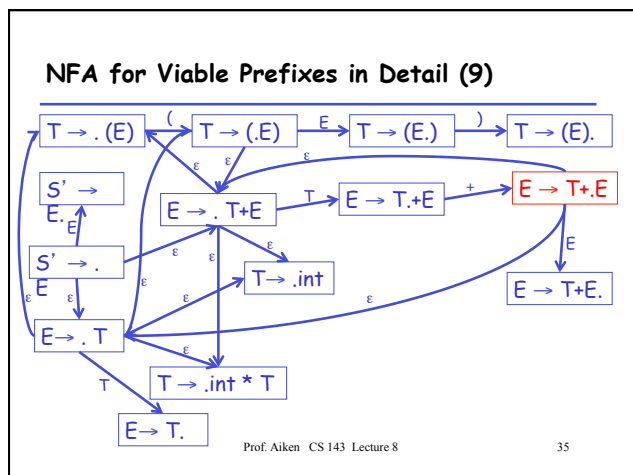 NFA for Viable Prefixes in Detail (9)
T → . (E)
(
T → (.E)
E
T → (E.)
)
T → (E).
ε
ε
ε
S' →
E.
E
E → . T+E
T
E → T.+E
+
E → T+.E
S' → .
E
ε
ε
ε
T → .int
E
E → T+E.
ε
ε
ε
ε
ε
E → . T
ε
T → .int * T
T
E → T.
Prof. Aiken CS 143 Lecture 8
35